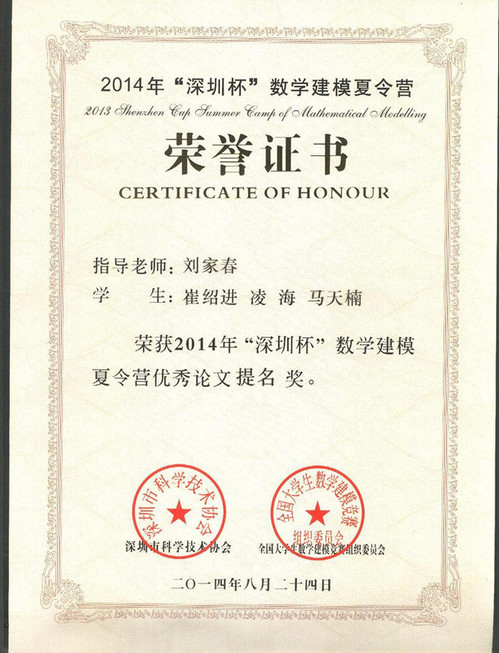 2014年“深圳杯”数学建模夏令营
2013 Shenzhen Cup Summer Camp of Mathematical Modelling
荣誉证书
CERTIFICATE OF HONOUR
指导老师：刘家春
学 生：崔绍进 凌 海 马天楠
荣获2014年“深圳杯”数学建模
夏令营优秀论文提名 奖。
深圳市科学技术协会
全国大学生数学建模竞赛
组织委员会
深圳市科学技术协会
全国大学生数学建模竞赛组织委员会
二〇一四年八月二十四日